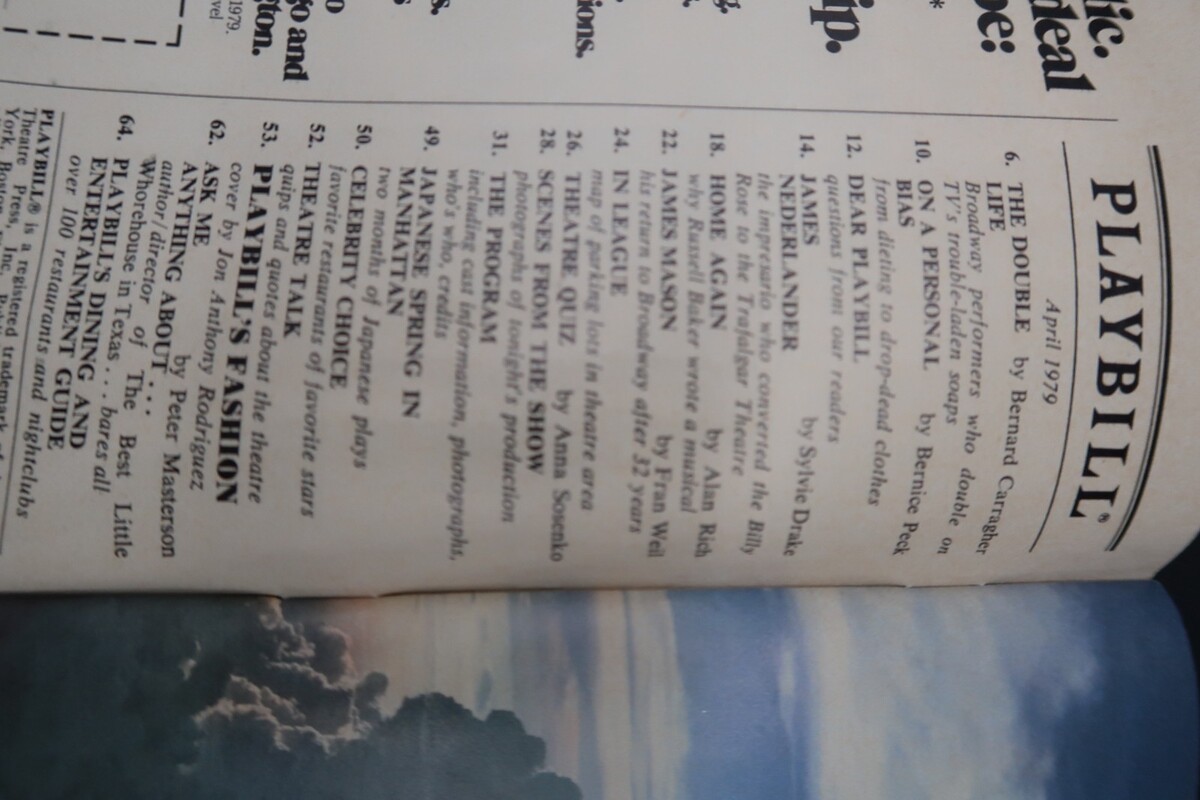 PLAYBILL®
April 1979
6. THE DOUBLE by Bernard Carragher
LIFE
Broadway performers who double on
TV's trouble-laden soaps
10. ON A PERSONAL by Bernice Peck
BIAS
from dieting to drop-dead clothes
12. DEAR PLAYBILL
questions from our readers
14. JAMES by Sylvie Drake
NEDERLANDER
the impresario who converted the Billy
Rose to the Trafalgar Theatre
18. HOME AGAIN by Alan Rich
why Russell Baker wrote a musical
22. JAMES MASON by Fran Weil
his return to Broadway after 32 years
24. IN LEAGUE
map of parking lots in theatre area
26. THEATRE QUIZ by Anna Sosenko
28. SCENES FROM THE SHOW
photographs of tonight's production
31. THE PROGRAM
including cast information, photographs,
who's who, credits
49. JAPANESE SPRING IN
MANHATTAN
two months of Japanese plays
50. CELEBRITY CHOICE
favorite restaurants of favorite stars
52. THEATRE TALK
quips and quotes about the theatre
53. PLAYBILL'S FASHION
cover by Jon Anthony Rodriguez
62. ASK ME
ANYTHING ABOUT... by Peter Masterson
author/director of The Best Little
Whorehouse in Texas...bares all
64. PLAYBILL'S DINING AND
ENTERTAINMENT GUIDE
over 100 restaurants and nightclubs
PLAYBILL® is a registered trademark of
Theatre Press, Inc. Pub
York, Bost
tic.
deal
be:
*
ip.
ions.
s.
go and
gton.
1979.
vel